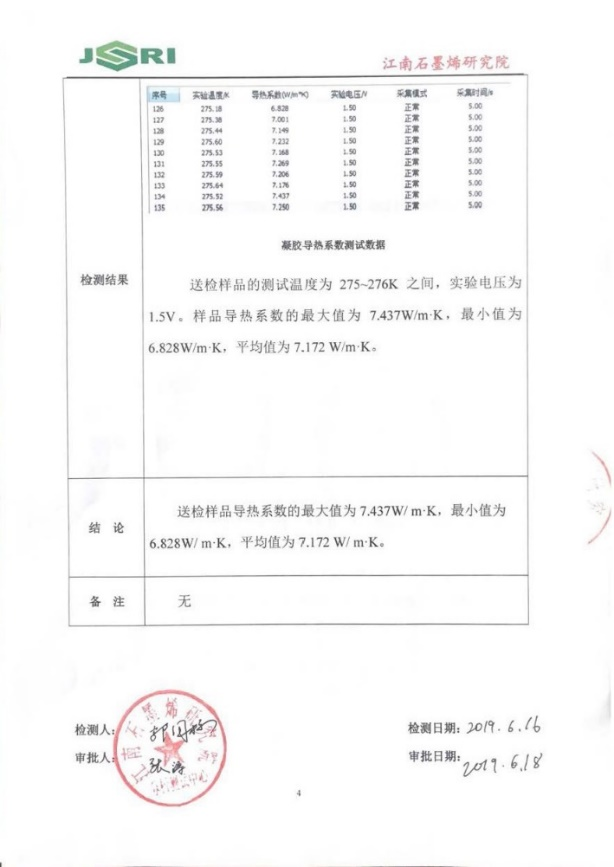 JSRI
江南石墨烯研究院
序号 实验温度/K 导热系数(W/m*K) 实验电压/V 采集模式 采集时间/s
126 275.18 6.828 1.50 正常 5.00
127 275.38 7.001 1.50 正常 5.00
128 275.44 7.149 1.50 正常 5.00
129 275.60 7.232 1.50 正常 5.00
130 275.53 7.168 1.50 正常 5.00
131 275.55 7.269 1.50 正常 5.00
132 275.59 7.206 1.50 正常 5.00
133 275.64 7.176 1.50 正常 5.00
134 275.52 7.437 1.50 正常 5.00
135 275.56 7.250 1.50 正常 5.00
凝胶导热系数测试数据
检测结果
送检样品的测试温度为 275~276K 之间，实验电压为
1.5V。样品导热系数的最大值为 7.437W/m·K，最小值为
6.828W/m·K，平均值为 7.172 W/m·K。
结 论
送检样品导热系数的最大值为 7.437W/ m·K，最小值为
6.828W/ m·K，平均值为 7.172 W/ m·K。
备 注
无
检测人:
检测日期: 2019.6.16
审批人:
审批日期: 2019.6.18
江南石墨烯研究院
4